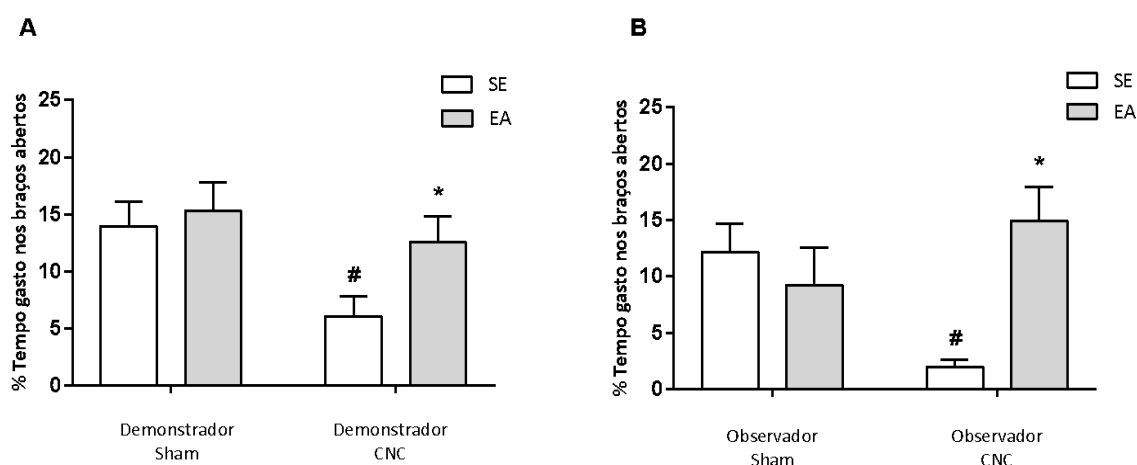 A
SE
EA
% Tempo gasto nos braços abertos
25
20
15
10
5
0
*
#
Demonstrador
Sham
Demonstrador
CNC
B
SE
EA
% Tempo gasto nos braços abertos
25
20
15
10
5
0
*
#
Observador
Sham
Observador
CNC